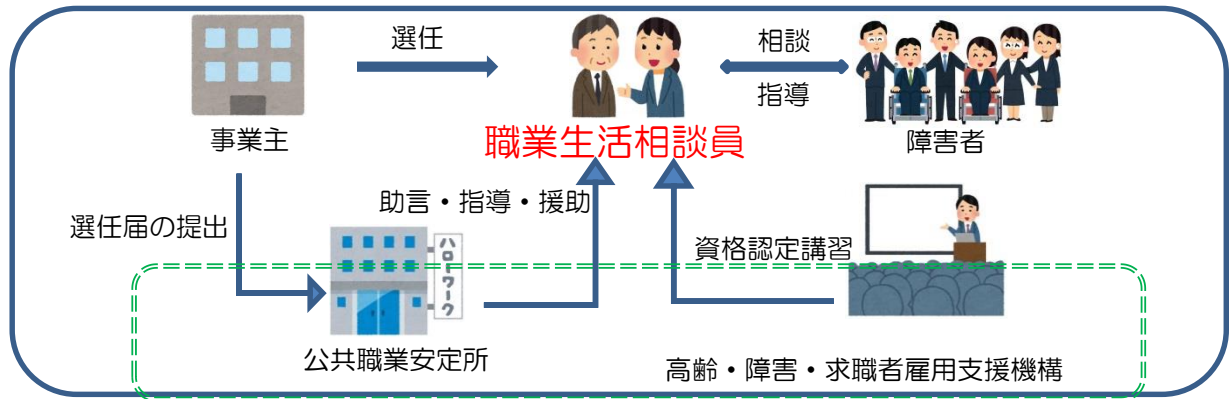 選任
相談
指導
事業主
職業生活相談員
障害者
選任届の提出
助言・指導・援助
ハローワーク
資格認定講習
公共職業安定所
高齢・障害・求職者雇用支援機構